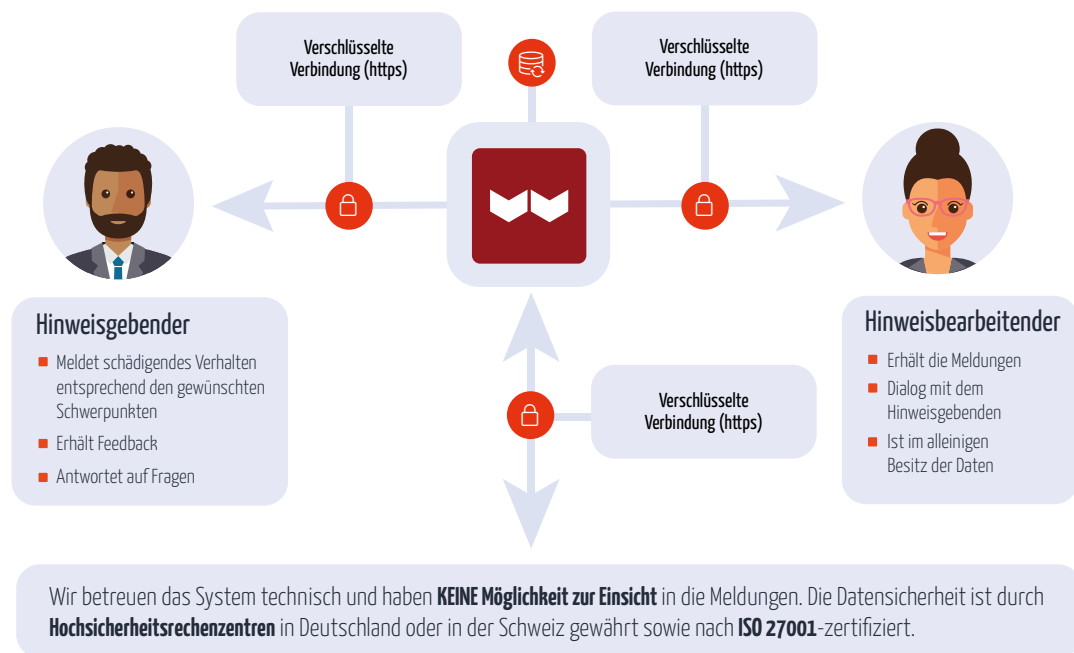 Verschlüsselte
Verbindung (https)
Verschlüsselte
Verbindung (https)
Hinweisgebender
Meldet schädigendes Verhalten
entsprechend den gewünschten
Schwerpunkten
Erhält Feedback
Antwortet auf Fragen
Verschlüsselte
Verbindung (https)
Hinweisbearbeitender
Erhält die Meldungen
Dialog mit dem
Hinweisgebenden
Ist im alleinigen
Besitz der Daten
Wir betreuen das System technisch und haben KEINE Möglichkeit zur Einsicht in die Meldungen. Die Datensicherheit ist durch
Hochsicherheitsrechenzentren in Deutschland oder in der Schweiz gewährt sowie nach ISO 27001-zertifiziert.